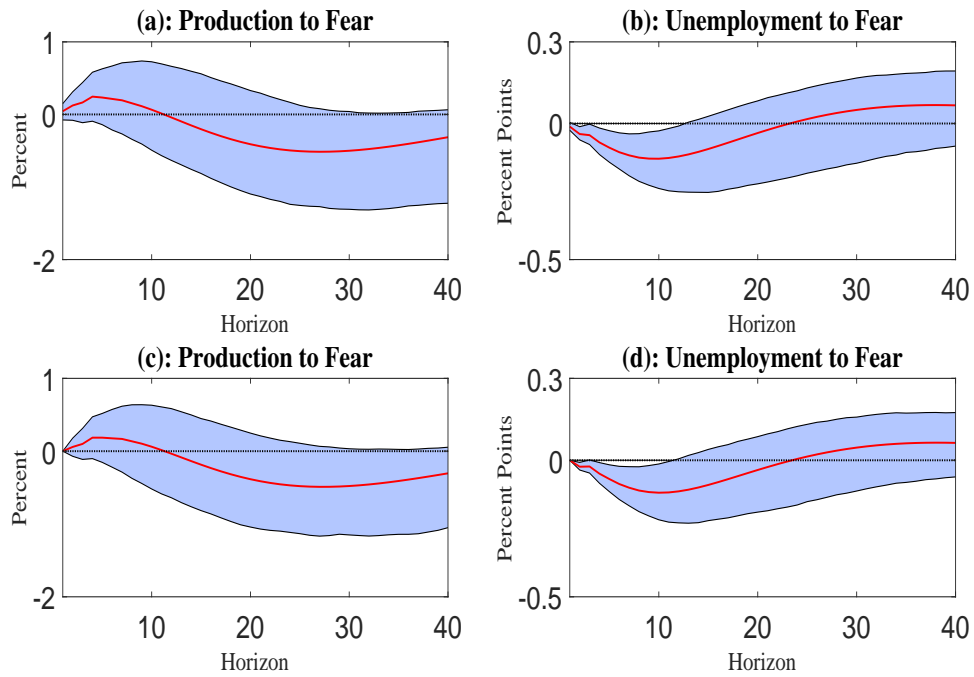 (a): Production to Fear
1
0
-2
Percent
10 20 30 40
Horizon
(b): Unemployment to Fear
0.3
0
-0.5
Percent Points
10 20 30 40
Horizon
(c): Production to Fear
1
0
-2
Percent
10 20 30 40
Horizon
(d): Unemployment to Fear
0.3
0
-0.5
Percent Points
10 20 30 40
Horizon